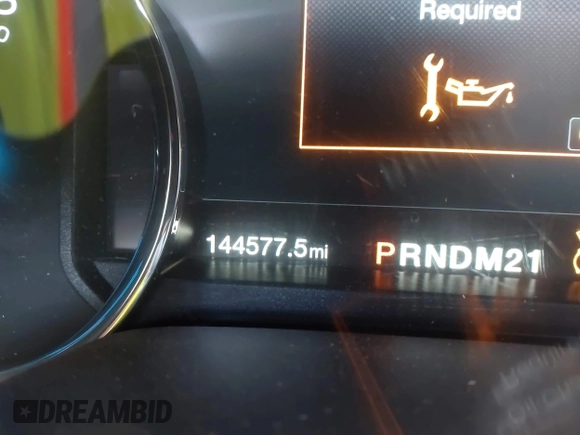 Required
144577.5mi
PRNDM21
DREAMBID